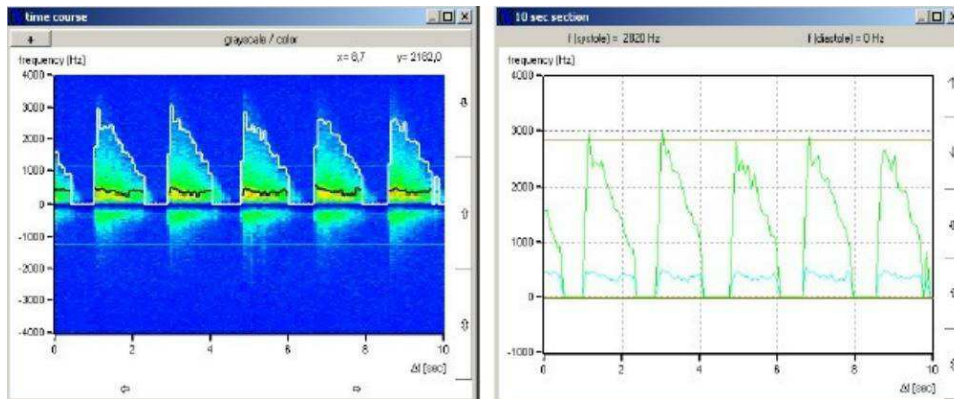 time course
+
grayscale / color
frequency [Hz]
x= 6,7
y= 2162,0
4000
3000
2000
1000
0
-1000
-2000
-3000
-4000
0
2
4
6
8
10
Δt [sec]
10 sec section
f (systole) = 2820 Hz
f (diastole) = 0 Hz
frequency [Hz]
4000
3000
2000
1000
0
-1000
0
2
4
6
8
10
Δt [sec]